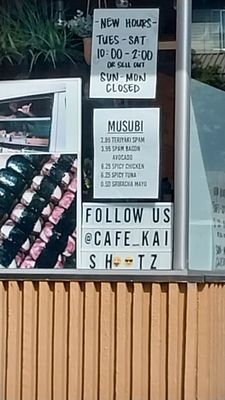 -NEW HOURS-
TUES-SAT
10:00-2:00
OR SELL OUT
SUN-MON
CLOSED
MUSUBI
2.95 TERIYAKI SPAM
3.95 SPAM BACON
AVOCADO
6.25 SPICY CHICKEN
6.25 SPICY TUNA
0.50 SRIRACHA MAYO
FOLLOW US
@CAFE_KAI
SH😜😎TZ